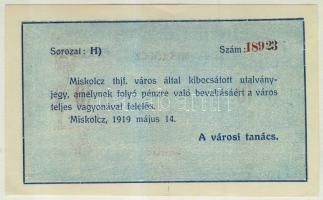 Sorozat: H) Szám: 18923
Miskolcz thjf. város által kibocsátott utalvány-
jegy, amelynek folyó pénzre való beváltásáért a város
teljes vagyonával felelős.
Miskolcz, 1919 május 14.
A városi tanács.